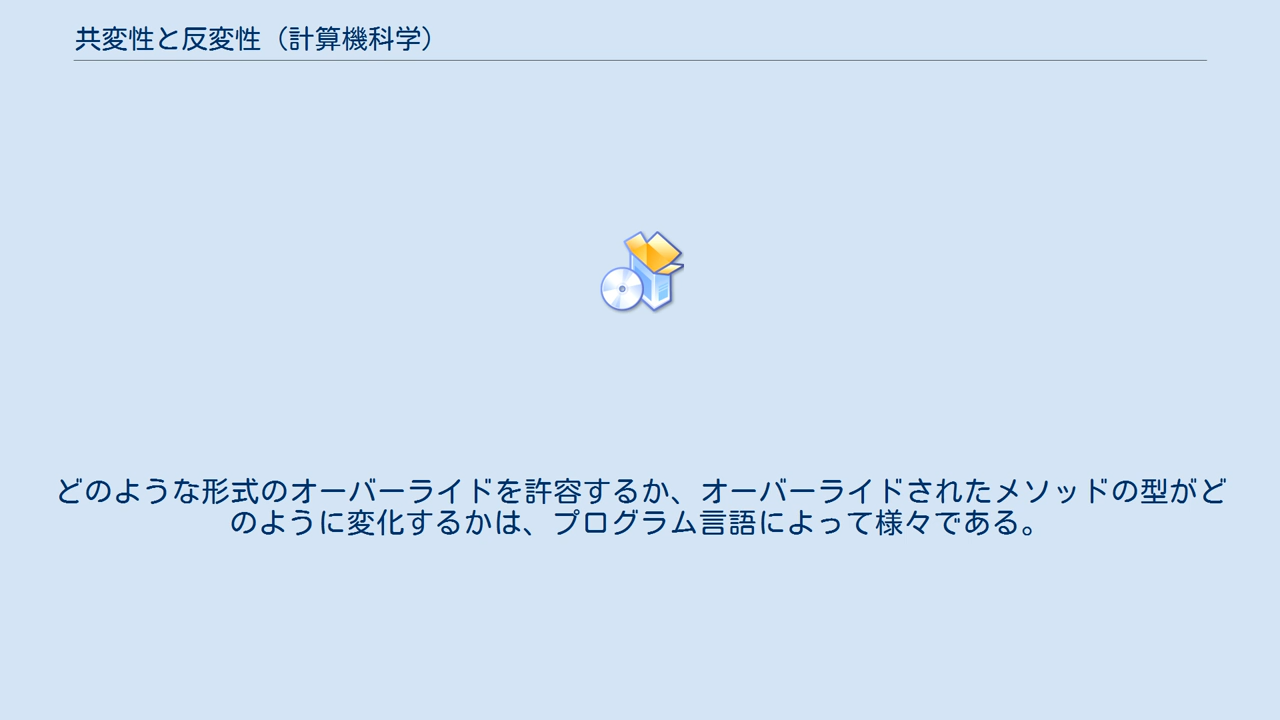 共変性と反変性（計算機科学）
どのような形式のオーバーライドを許容するか、オーバーライドされたメソッドの型がど
のように変化するかは、プログラム言語によって様々である。